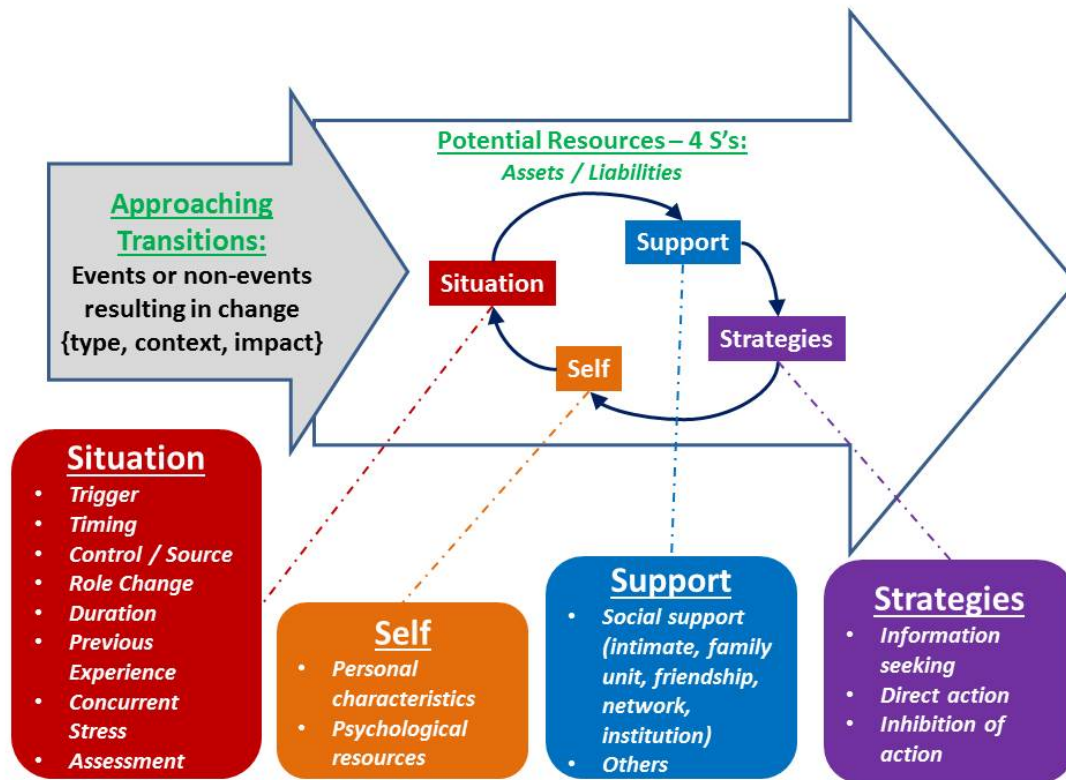 Potential Resources – 4 S's:
Assets / Liabilities
Approaching
Transitions:
Events or non-events
resulting in change
{type, context, impact}
Support
Situation
Strategies
Self
Situation
• Trigger
• Timing
• Control / Source
• Role Change
• Duration
• Previous
Experience
• Concurrent
Stress
• Assessment
Self
• Personal
characteristics
• Psychological
resources
Support
• Social support
(intimate, family
unit, friendship,
network,
institution)
• Others
Strategies
• Information
seeking
• Direct action
• Inhibition of
action